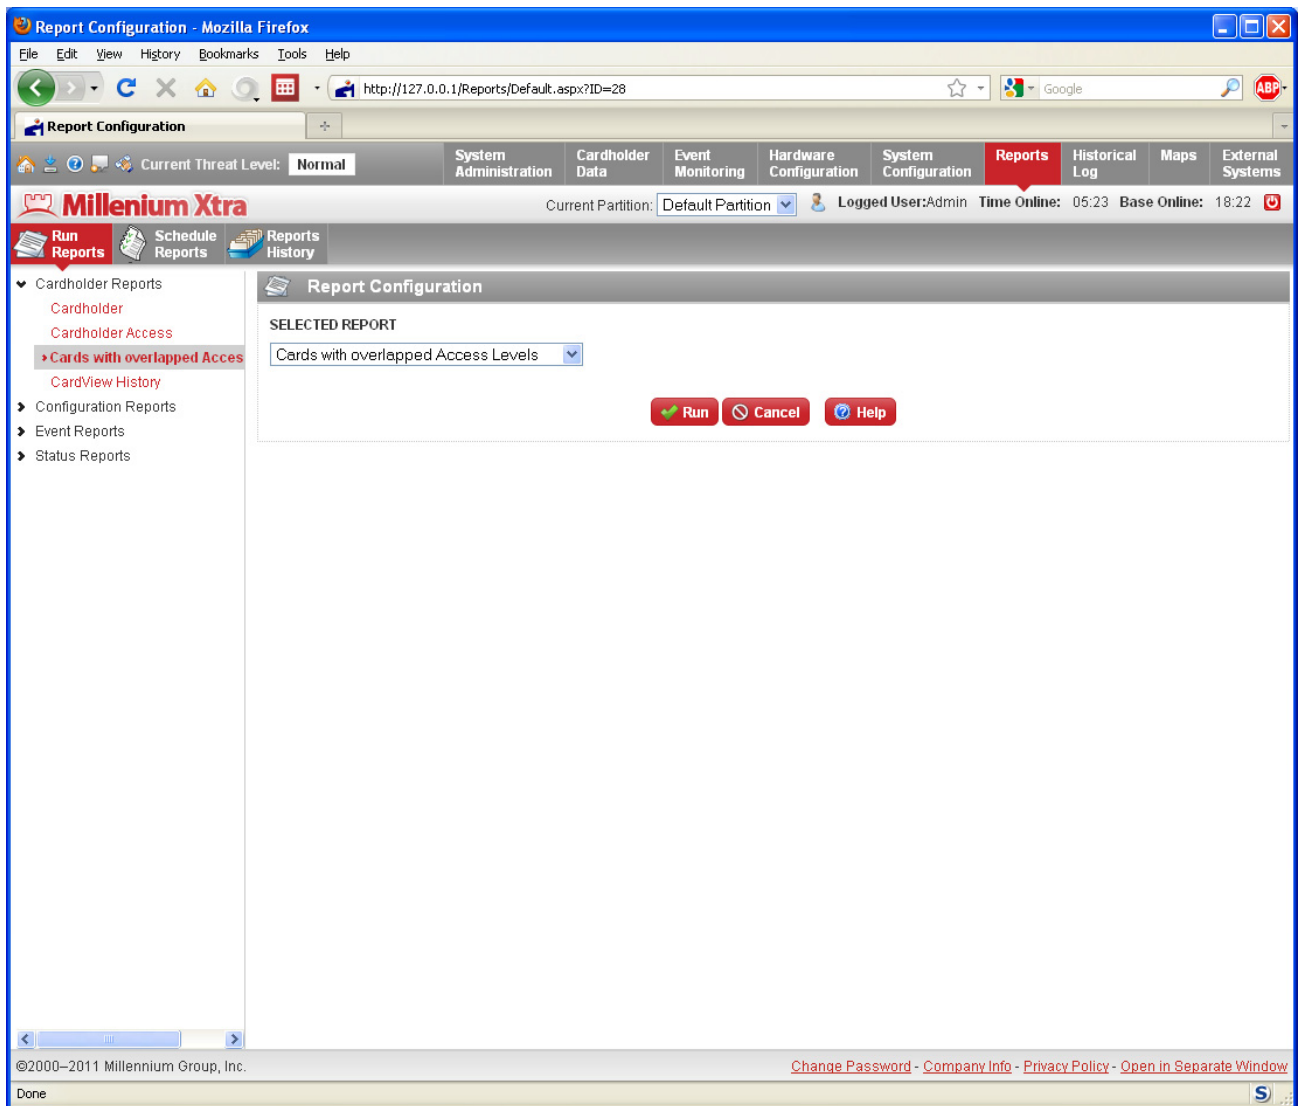 Report Configuration - Mozilla Firefox
File Edit View History Bookmarks Tools Help
http://127.0.0.1/Reports/Default.aspx?ID=28
Google
ABP
Report Configuration
Current Threat Level: Normal
System Administration
Cardholder Data
Event Monitoring
Hardware Configuration
System Configuration
Reports
Historical Log
Maps
External Systems
Millenium Xtra
Current Partition: Default Partition Logged User:Admin Time Online: 05:23 Base Online: 18:22
Run Reports
Schedule Reports
Reports History
Cardholder Reports
Cardholder
Cardholder Access
Cards with overlapped Acces
CardView History
Configuration Reports
Event Reports
Status Reports
Report Configuration
SELECTED REPORT
Cards with overlapped Access Levels
Run Cancel Help
©2000–2011 Millennium Group, Inc.
Change Password - Company Info - Privacy Policy - Open in Separate Window
Done
S